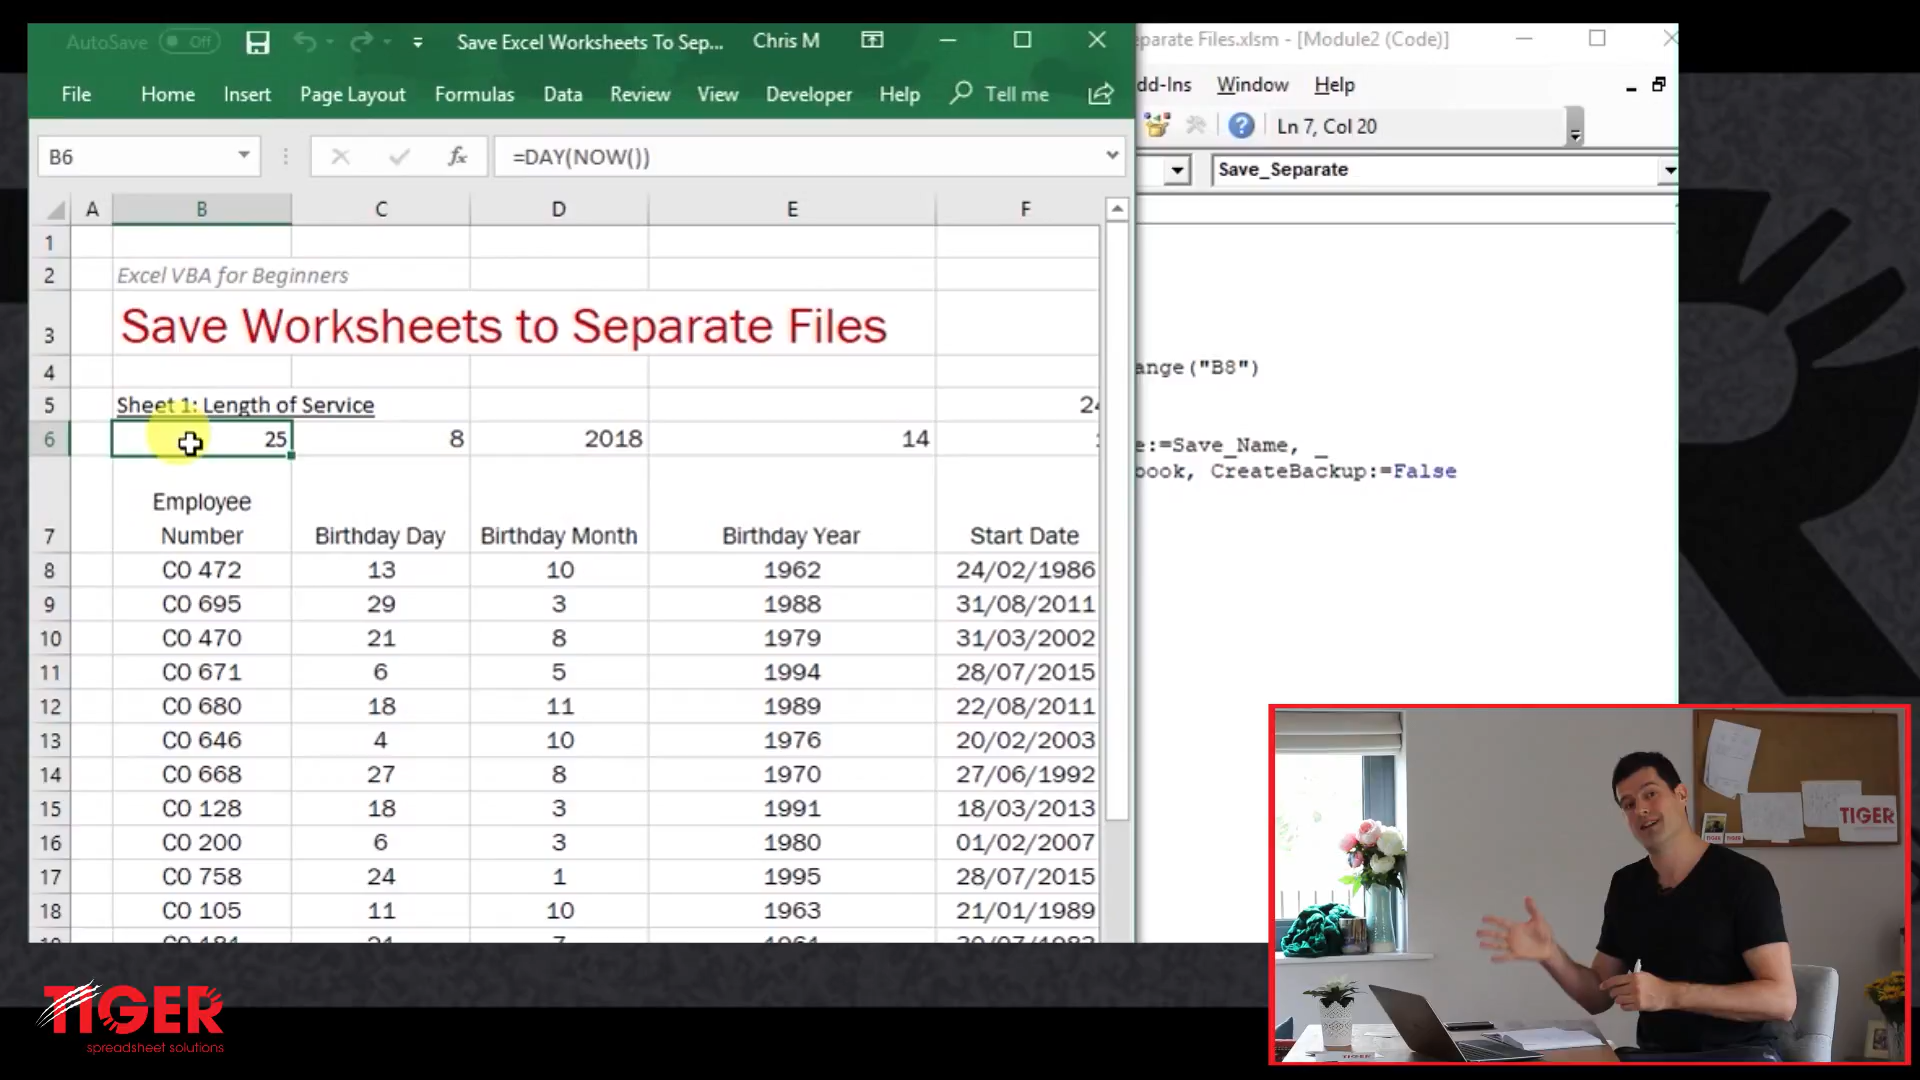 AutoSave Off Save Excel Worksheets To Sep... Chris M
File Home Insert Page Layout Formulas Data Review View Developer Help Tell me
B6 fx =DAY(NOW())
A B C D E F
1
2 Excel VBA for Beginners
3 Save Worksheets to Separate Files
4
5 Sheet 1: Length of Service 24
6 25 8 2018 14
7 Employee Number Birthday Day Birthday Month Birthday Year Start Date
8 CO 472 13 10 1962 24/02/1986
9 CO 695 29 3 1988 31/08/2011
10 CO 470 21 8 1979 31/03/2002
11 CO 671 6 5 1994 28/07/2015
12 CO 680 18 11 1989 22/08/2011
13 CO 646 4 10 1976 20/02/2003
14 CO 668 27 8 1970 27/06/1992
15 CO 128 18 3 1991 18/03/2013
16 CO 200 6 3 1980 01/02/2007
17 CO 758 24 1 1995 28/07/2015
18 CO 105 11 10 1963 21/01/1989
eparate Files.xlsm - [Module2 (Code)]
dd-Ins Window Help
Ln 7, Col 20
Save_Separate
ange("B8")
e:=Save_Name, _
book, CreateBackup:=False
TIGER
TIGER
spreadsheet solutions